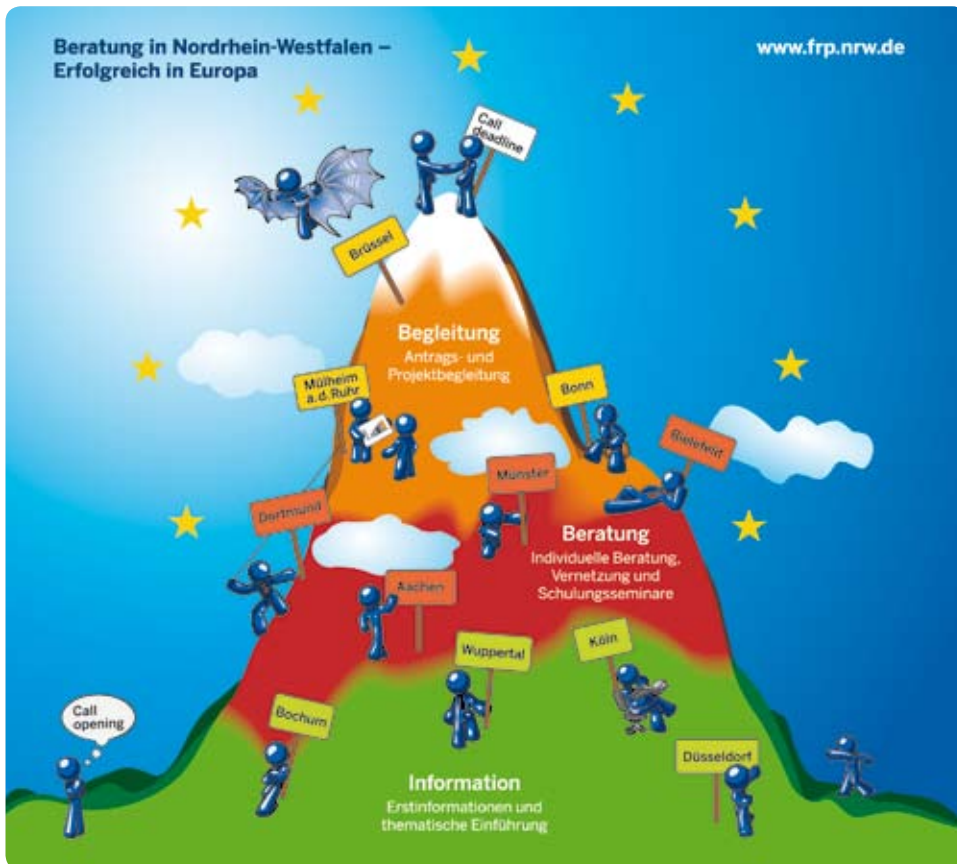 Beratung in Nordrhein-Westfalen –
Erfolgreich in Europa
www.frp.nrw.de
Call
deadline
Brüssel
Begleitung
Antrags- und
Projektbegleitung
Mülheim
a.d. Ruhr
Bonn
Bielefeld
Münster
Dortmund
Beratung
Individuelle Beratung,
Vernetzung und
Schulungsseminare
Aachen
Wuppertal
Köln
Call
opening
Bochum
Düsseldorf
Information
Erstinformationen und
thematische Einführung